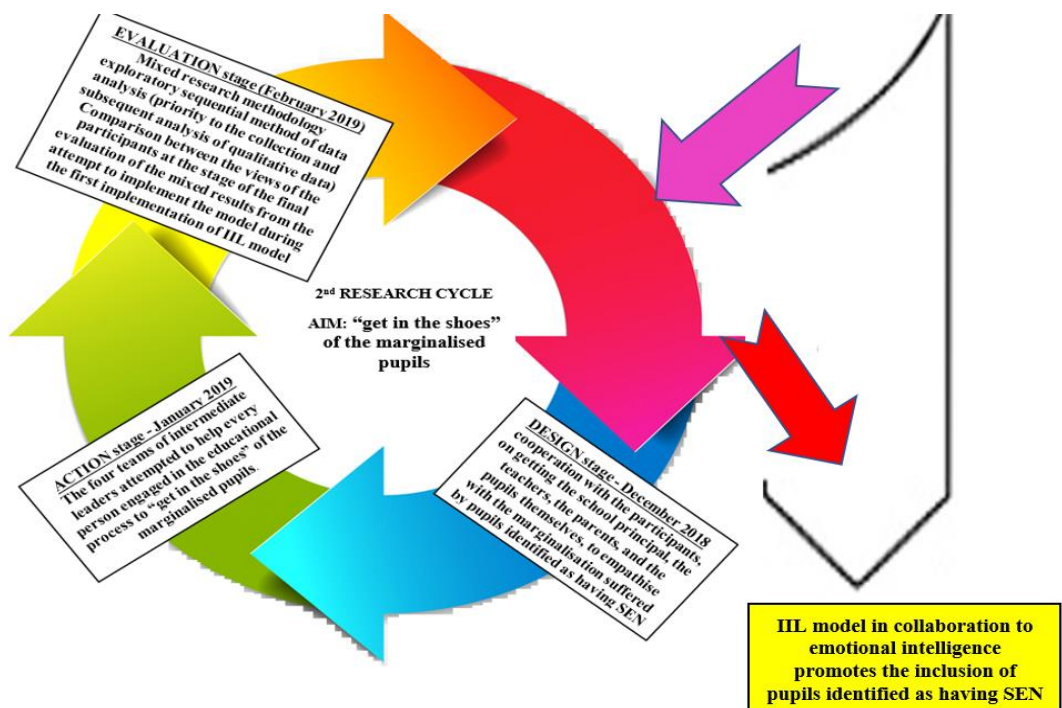 EVALUATION stage (February 2019)
Mixed research methodology
exploratory sequential method of data
analysis (priority to the collection and
subsequent analysis of qualitative data)
Comparison between the views of the
participants at the stage of the final
evaluation of the mixed results from the
attempt to implement the model during
the first implementation of IIL model
2nd RESEARCH CYCLE
AIM: “get in the shoes”
of the marginalised
pupils
ACTION stage - January 2019
The four teams of intermediate
leaders attempted to help every
person engaged in the educational
process to “get in the shoes” of the
marginalised pupils.
DESIGN stage - December 2018
cooperation with the participants,
on getting the school principal, the
teachers, the parents, and the
pupils themselves, to empathise
with the marginalisation suffered
by pupils identified as having SEN
IIL model in collaboration to
emotional intelligence
promotes the inclusion of
pupils identified as having SEN